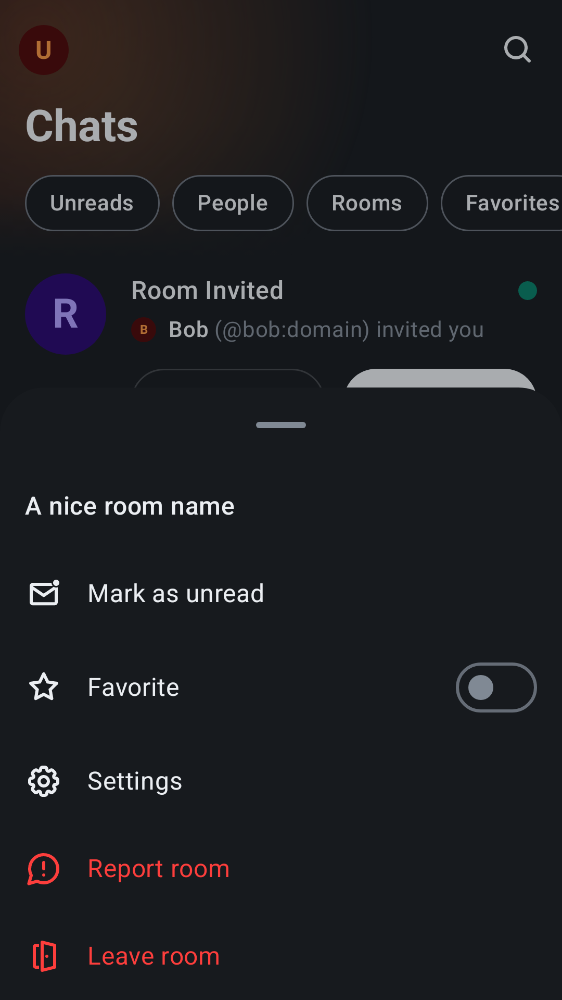 U
Chats
Unreads People Rooms Favorites
R
Room Invited
B Bob (@bob:domain) invited you
A nice room name
Mark as unread
Favorite
Settings
Report room
Leave room